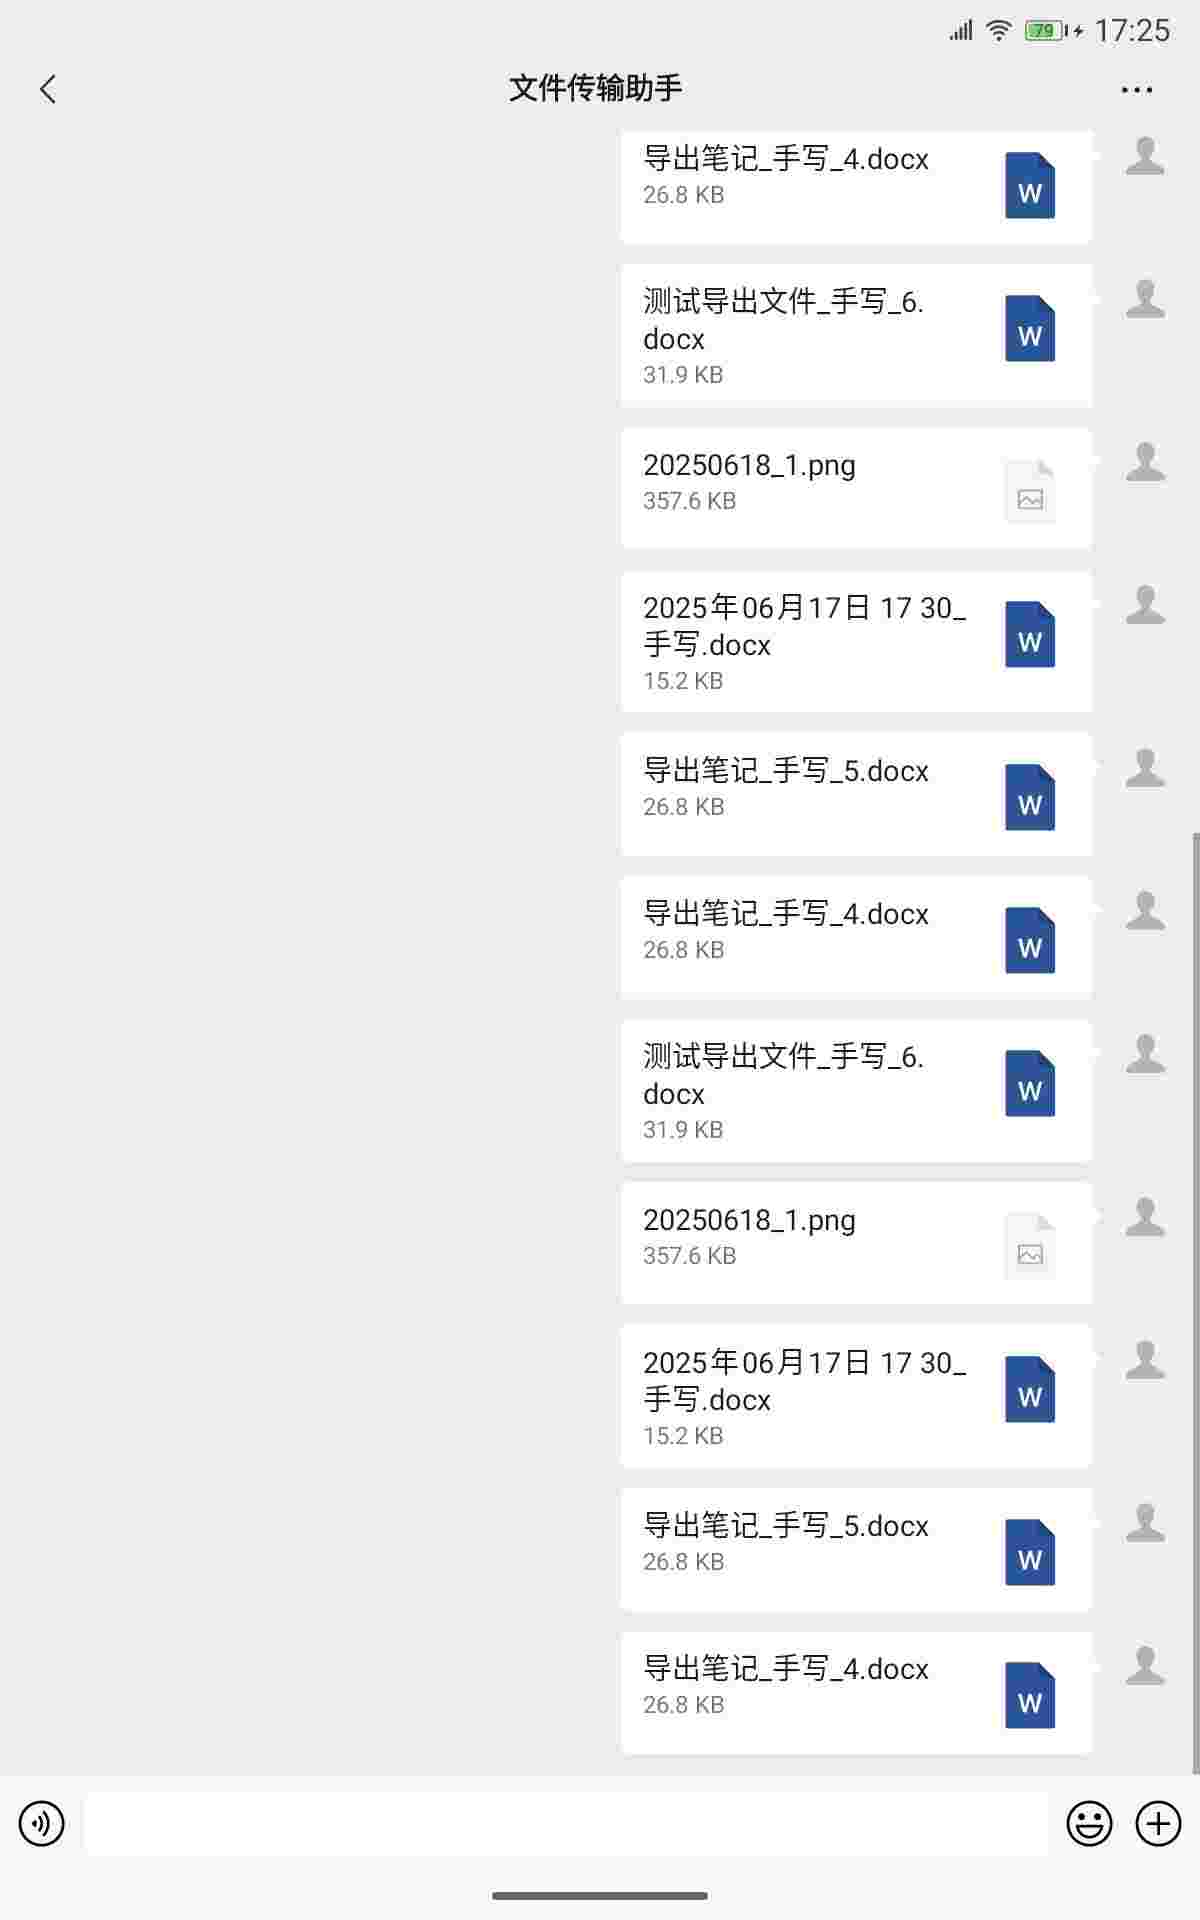 79 17:25
文件传输助手
导出笔记_手写_4.docx
26.8 KB
W
测试导出文件_手写_6.
docx
31.9 KB
W
20250618_1.png
357.6 KB
2025年06月17日 17 30_
手写.docx
15.2 KB
W
导出笔记_手写_5.docx
26.8 KB
W
导出笔记_手写_4.docx
26.8 KB
W
测试导出文件_手写_6.
docx
31.9 KB
W
20250618_1.png
357.6 KB
2025年06月17日 17 30_
手写.docx
15.2 KB
W
导出笔记_手写_5.docx
26.8 KB
W
导出笔记_手写_4.docx
26.8 KB
W